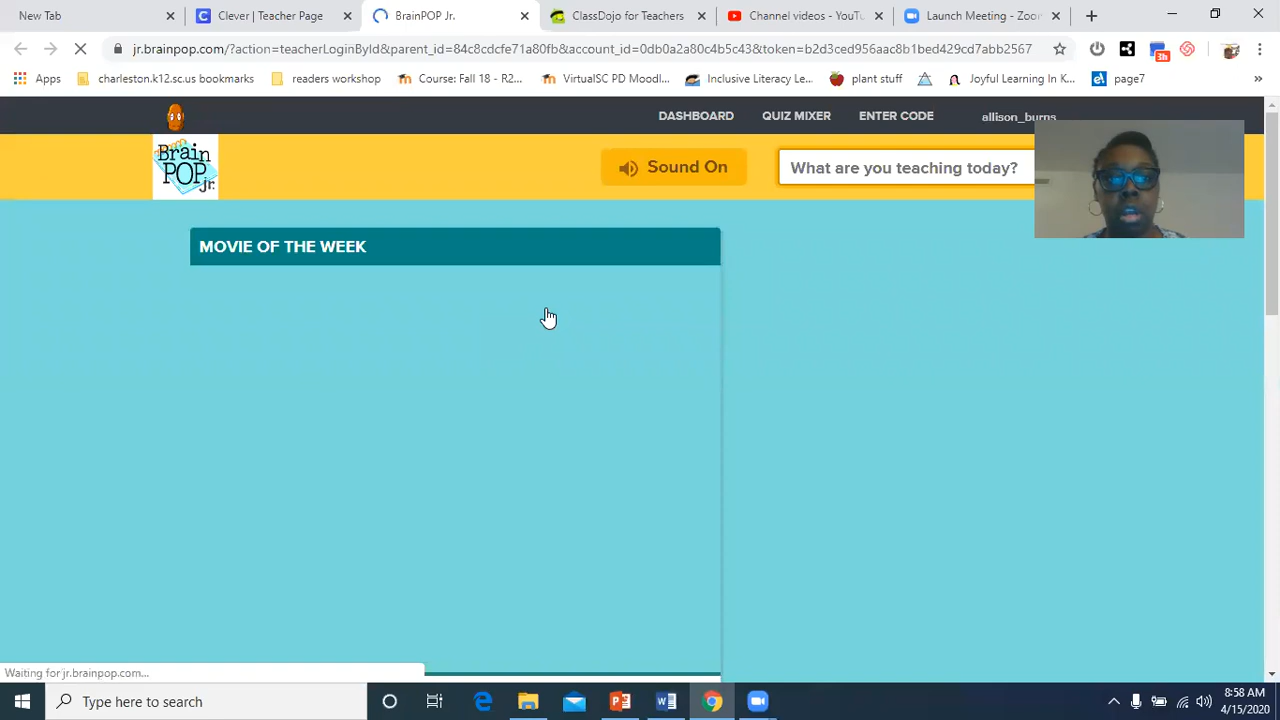 New Tab
Clever | Teacher Page
BrainPOP Jr.
ClassDojo for Teachers
Channel videos - YouTu
Launch Meeting - Zoom
jr.brainpop.com/?action=teacherLoginById&parent_id=84c8cdcfe71a80fb&account_id=0db0a2a80c4b5c43&token=b2d3ced956aac8b1bed429cd7abb2567
3h
Apps
charleston.k12.sc.us bookmarks
readers workshop
Course: Fall 18 - R2...
VirtualSC PD Moodl...
Inclusive Literacy Le...
plant stuff
Joyful Learning In K...
page7
»
DASHBOARD
QUIZ MIXER
ENTER CODE
allison_burns
Brain POP jr.
Sound On
What are you teaching today?
MOVIE OF THE WEEK
Waiting for jr.brainpop.com...
Type here to search
8:58 AM
4/15/2020